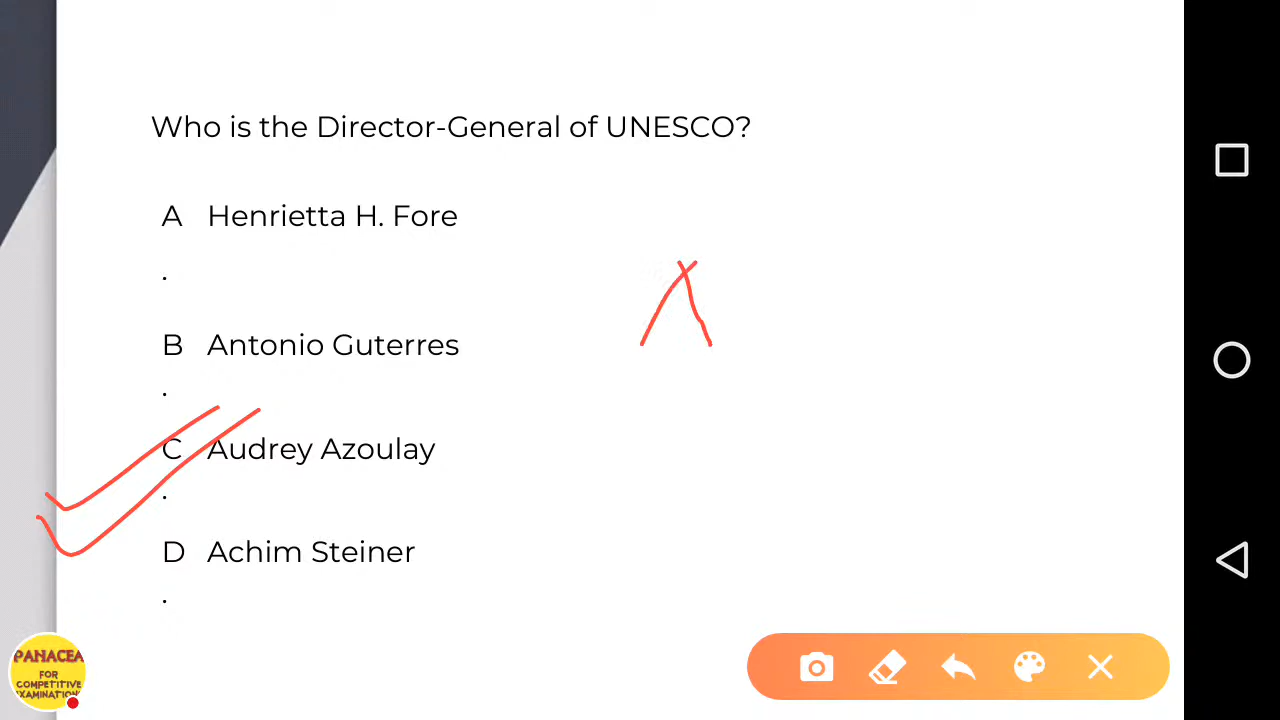 Who is the Director-General of UNESCO?
A Henrietta H. Fore
.
B Antonio Guterres
.
C Audrey Azoulay
.
D Achim Steiner
.
PANACEA
FOR
COMPETITIVE
EXAMINATION